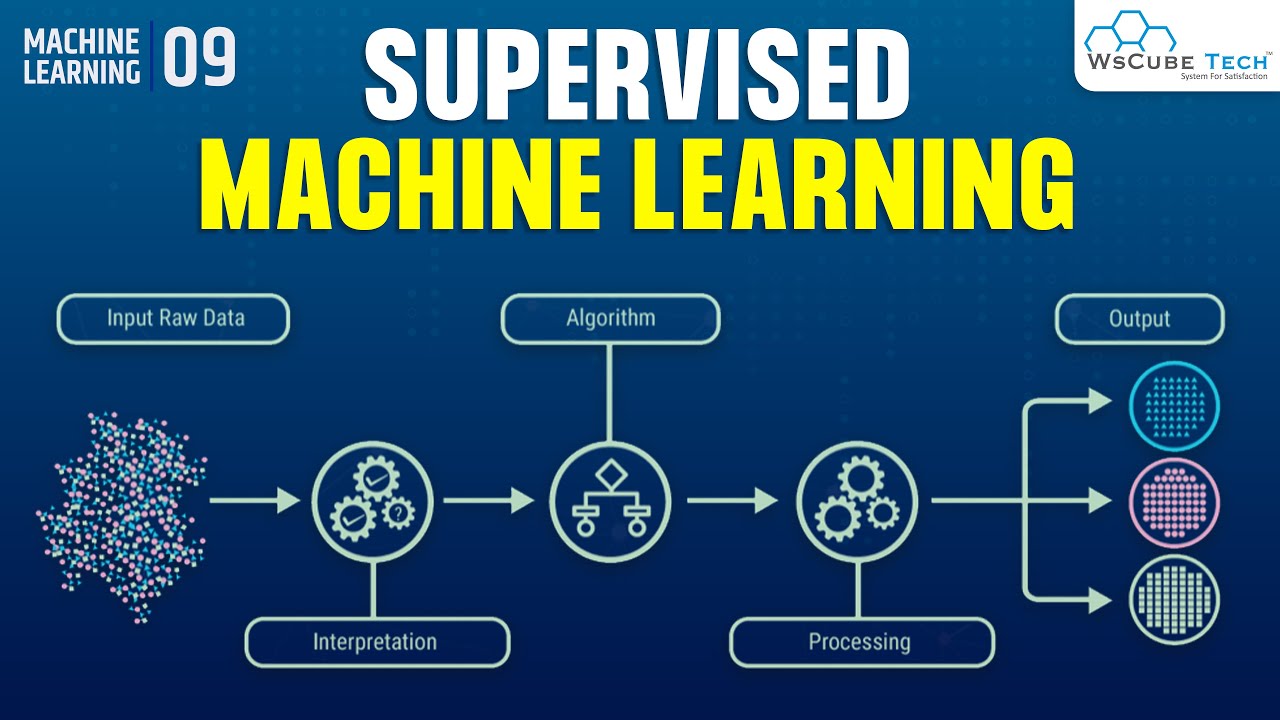 MACHINE
LEARNING
09
SUPERVISED
MACHINE LEARNING
WsCube Tech™
System For Satisfaction
Input Raw Data
Algorithm
Output
?
Interpretation
Processing